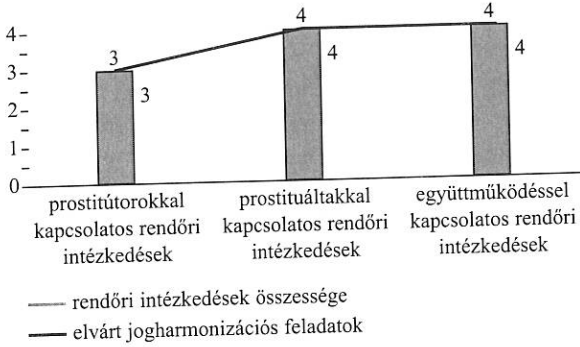 4
3
2
1
0
3
3
4
4
4
4
prostitútorokkal
kapcsolatos rendőri
intézkedések
prostituáltakkal
kapcsolatos rendőri
intézkedések
együttműködéssel
kapcsolatos rendőri
intézkedések
rendőri intézkedések összessége
elvárt jogharmonizációs feladatok